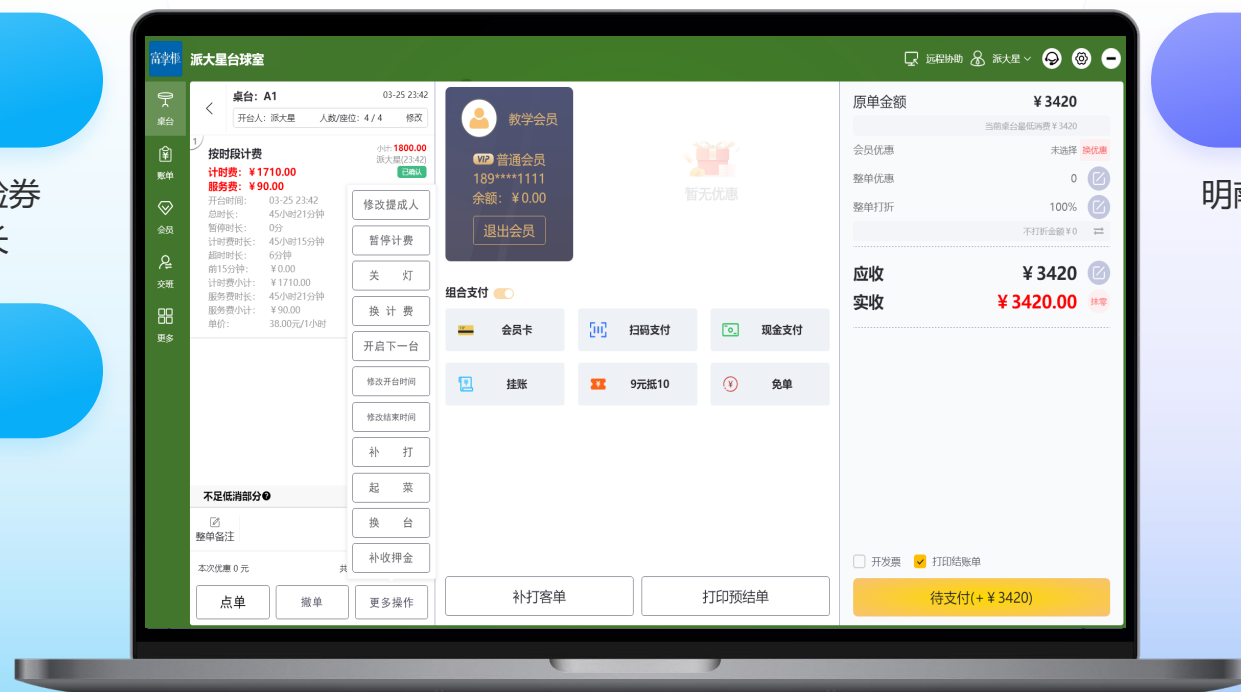 富掌柜 派大星台球室
远程协助 派大星
桌台
账单
会员
交班
更多
桌台: A1 03-25 23:42
开台人: 派大星 人数/座位: 4 / 4 修改
1
按时段计费 小计: 1800.00
派大星(23:42)
计时费: ¥1710.00 已确认
服务费: ¥90.00
开台时间: 03-25 23:42
总时长: 45小时21分钟
暂停时长: 0分
计时费时长: 45小时15分钟
超时时长: 6分钟
前15分钟: ¥0.00
计时费小计: ¥1710.00
服务费时长: 45小时21分钟
服务费小计: ¥90.00
单价: 38.00元/1小时
不足低消部分
整单备注
本次优惠 0 元 共
点单
撤单
更多操作
修改提成人
暂停计费
关 灯
换 计 费
开启下一台
修改开台时间
修改结束时间
补 打
起 菜
换 台
补收押金
教学会员
VIP 普通会员
189****1111
余额: ¥0.00
退出会员
暂无优惠
组合支付
会员卡
扫码支付
现金支付
挂账
9元抵10
免单
补打客单
打印预结单
原单金额 ¥3420
当前桌台最低消费 ¥3420
会员优惠 未选择 换优惠
整单优惠 0
整单打折 100%
不打折金额 ¥0
应收 ¥3420
实收 ¥3420.00 抹零
开发票 打印结账单
待支付(+ ¥3420)
券
明